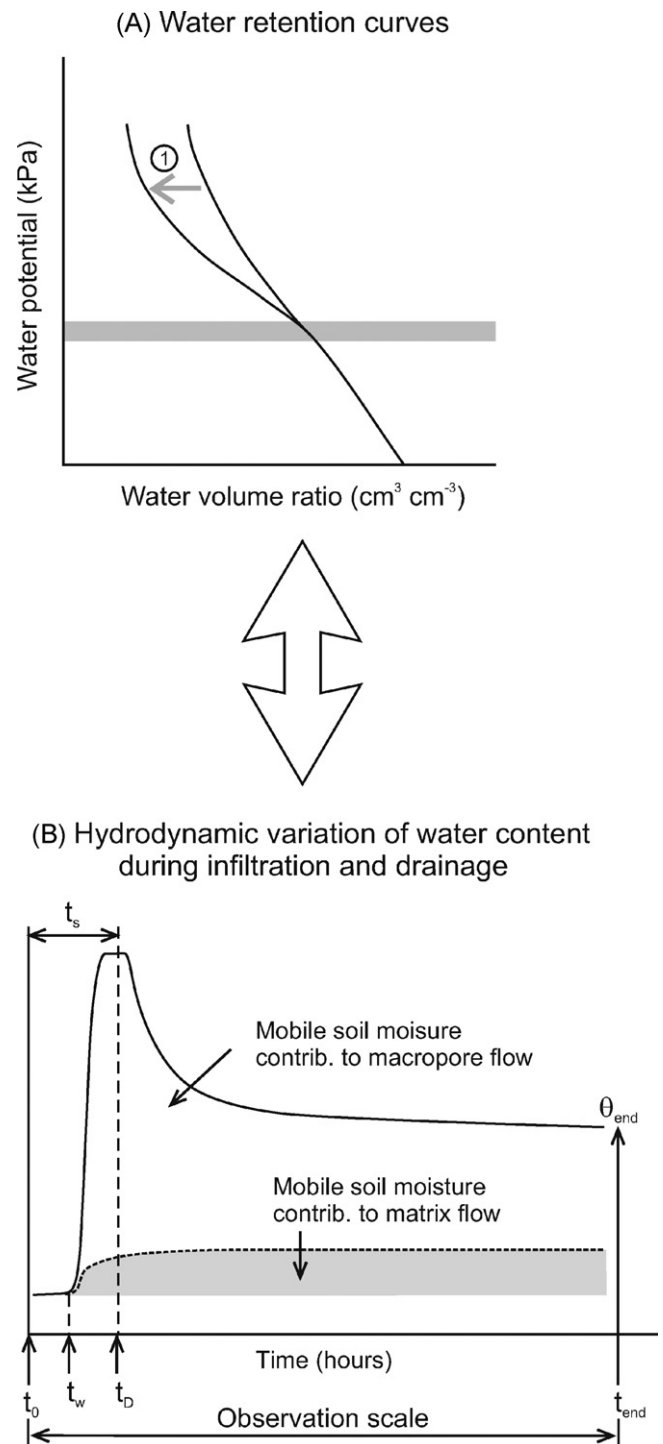 (A) Water retention curves
Water potential (kPa)
1
Water volume ratio (cm³ cm⁻³)
(B) Hydrodynamic variation of water content
during infiltration and drainage
tₛ
Mobile soil moisure
contrib. to macropore flow
θend
Mobile soil moisture
contrib. to matrix flow
Time (hours)
t₀ tw tD tend
Observation scale